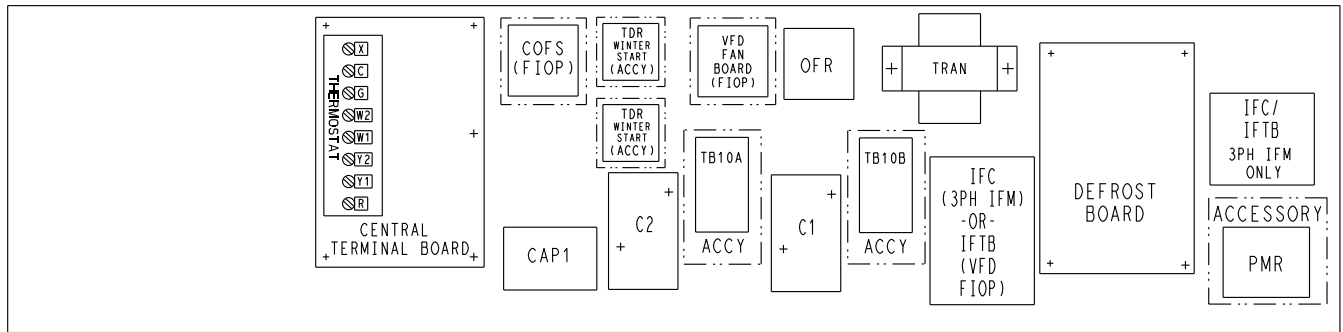 X
C
G
W2
W1
Y2
Y1
R
THERMOSTAT
CENTRAL
TERMINAL BOARD
COFS
(FIOP)
TDR
WINTER
START
(ACCY)
TDR
WINTER
START
(ACCY)
VFD
FAN
BOARD
(FIOP)
OFR
TRAN
CAP1
C2
TB10A
ACCY
C1
TB10B
ACCY
IFC
(3PH IFM)
-OR-
IFTB
(VFD
FIOP)
DEFROST
BOARD
IFC/
IFTB
3PH IFM
ONLY
ACCESSORY
PMR